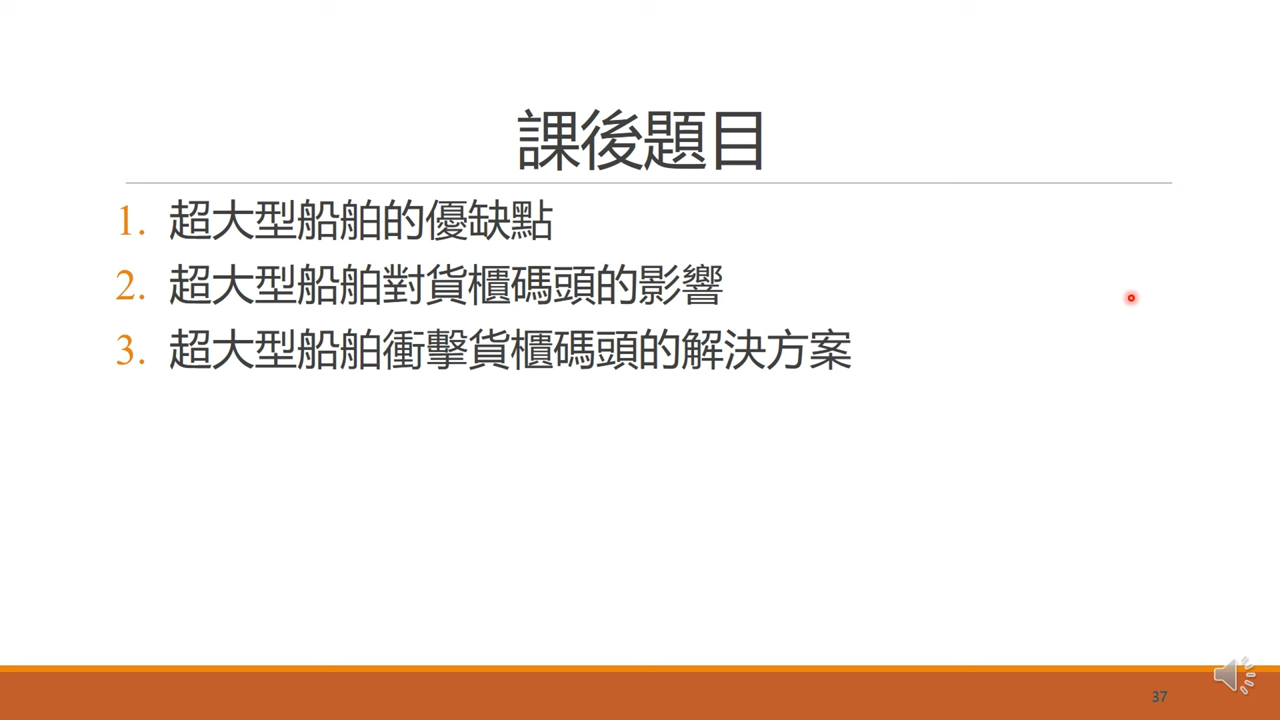 課後題目
1. 超大型船舶的優缺點
2. 超大型船舶對貨櫃碼頭的影響
3. 超大型船舶衝擊貨櫃碼頭的解決方案
37